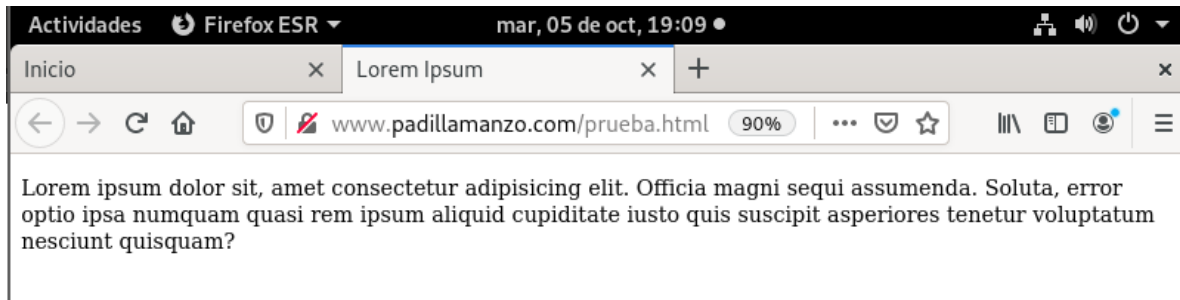 Actividades Firefox ESR mar, 05 de oct, 19:09
Inicio Lorem Ipsum
www.padillamanzo.com/prueba.html 90%
Lorem ipsum dolor sit, amet consectetur adipisicing elit. Officia magni sequi assumenda. Soluta, error
optio ipsa numquam quasi rem ipsum aliquid cupiditate iusto quis suscipit asperiores tenetur voluptatum
nesciunt quisquam?